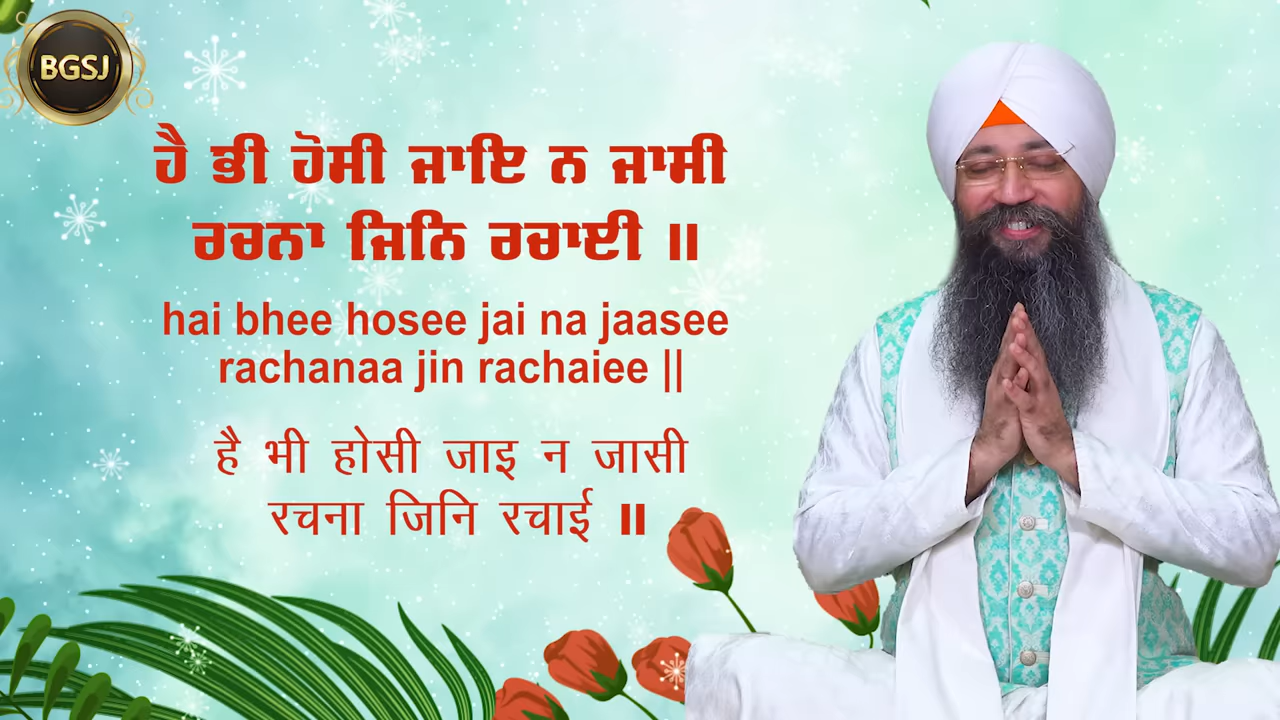 BGSJ
ਹੈ ਭੀ ਹੋਸੀ ਜਾਇ ਨ ਜਾਸੀ
ਰਚਨਾ ਜਿਨਿ ਰਚਾਈ ॥
hai bhee hosee jai na jaasee
rachanaa jin rachaiee ||
है भी होसी जाइ न जासी
रचना जिनि रचाई ॥